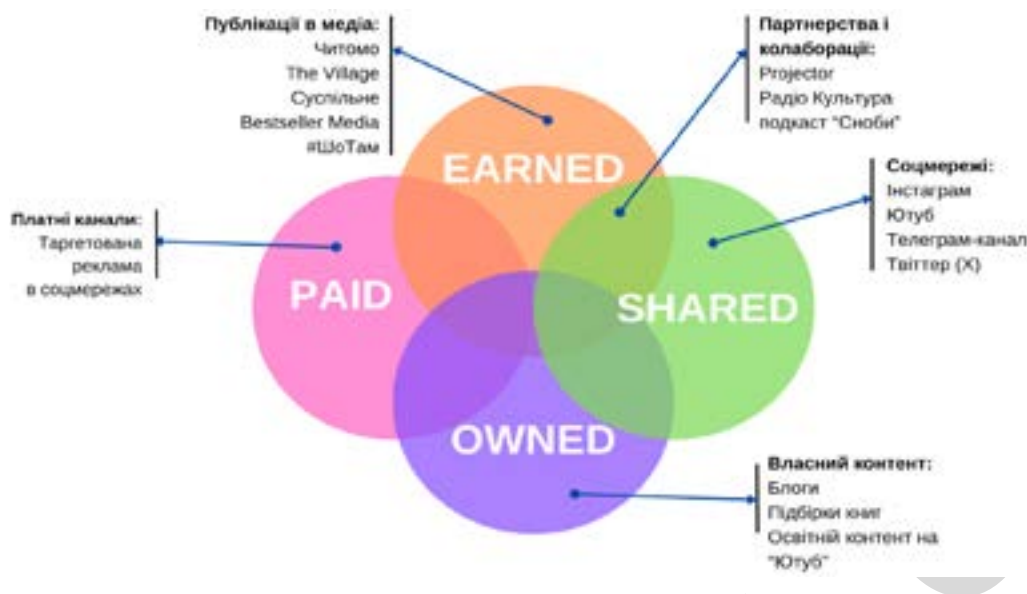 Публікації в медіа:
Читомо
The Village
Суспільне
Bestseller Media
#ШоТам
Партнерства і
колаборації:
Projector
Радіо Культура
подкаст "Сноби"
EARNED
Соцмережі:
Інстаграм
Ютуб
Телеграм-канал
Твіттер (X)
Платні канали:
Таргетована
реклама
в соцмережах
PAID
SHARED
OWNED
Власний контент:
Блоги
Підбірки книг
Освітній контент на
"Ютуб"